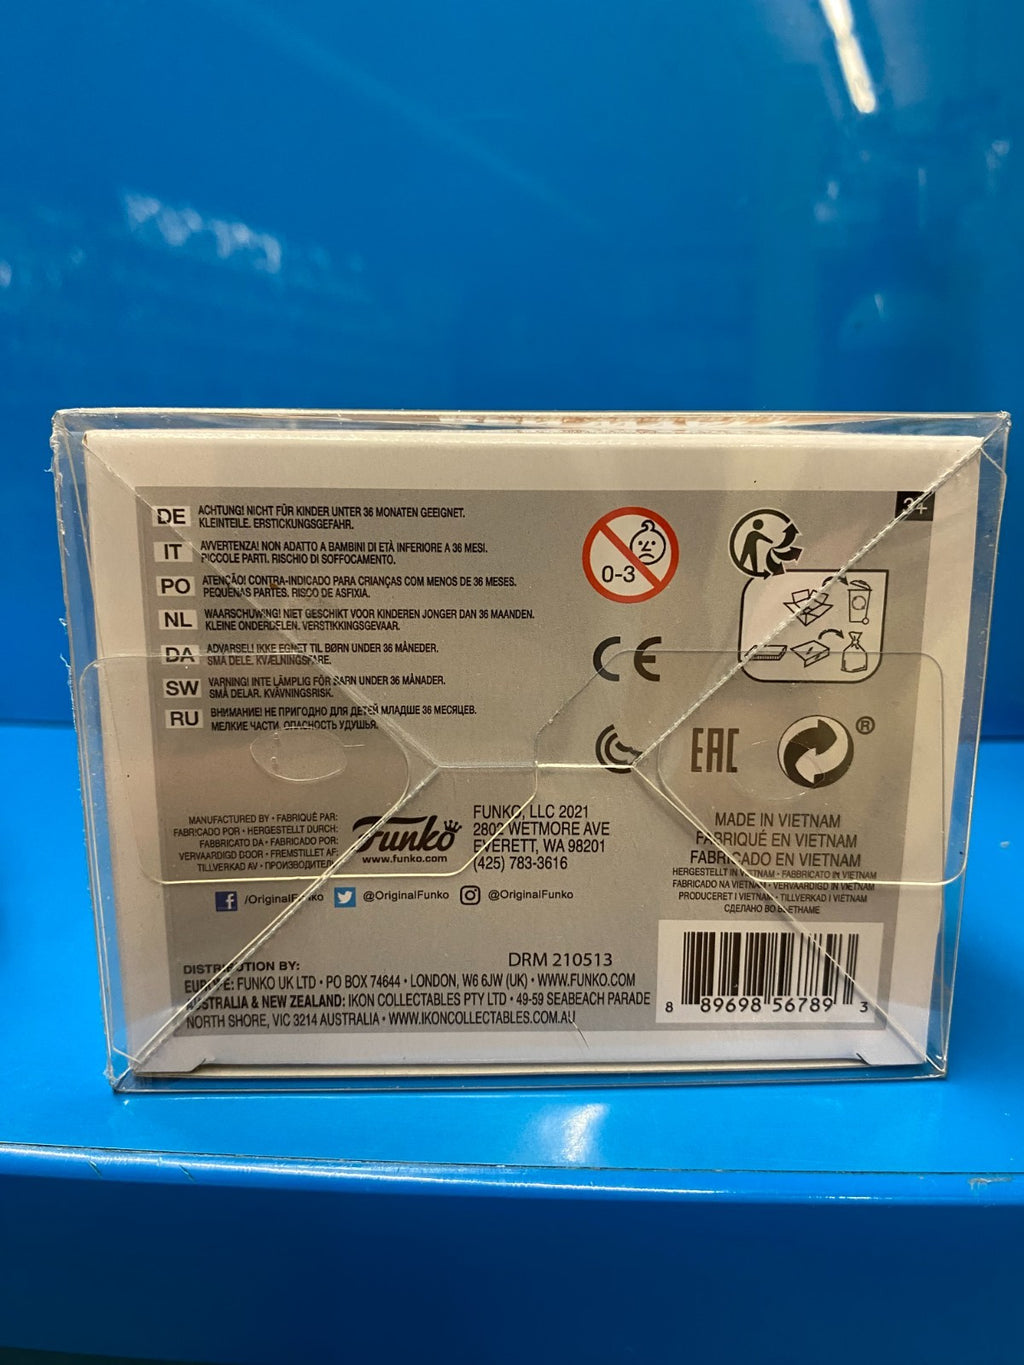 34
DE ACHTUNG! NICHT FÜR KINDER UNTER 36 MONATEN GEEIGNET.
KLEINTEILE. ERSTICKUNGSGEFAHR.
IT AVVERTENZA! NON ADATTO A BAMBINI DI ETÀ INFERIORE A 36 MESI.
PICCOLE PARTI. RISCHIO DI SOFFOCAMENTO.
PO ATENÇÃO! CONTRA-INDICADO PARA CRIANÇAS COM MENOS DE 36 MESES.
PEQUENAS PARTES. RISCO DE ASFIXIA.
NL WAARSCHUWING! NIET GESCHIKT VOOR KINDEREN JONGER DAN 36 MAANDEN.
KLEINE ONDERDELEN. VERSTIKKINGSGEVAAR.
DA ADVARSEL! IKKE EGNET TIL BØRN UNDER 36 MÅNEDER.
SMÅ DELE. KVÆLNINGSFARE.
SW VARNING! INTE LÄMPLIG FÖR BARN UNDER 36 MÅNADER.
SMÅ DELAR. KVÄVNINGSRISK.
RU ВНИМАНИЕ! НЕ ПРИГОДНО ДЛЯ ДЕТЕЙ МЛАДШЕ 36 МЕСЯЦЕВ.
МЕЛКИЕ ЧАСТИ. ОПАСНОСТЬ УДУШЬЯ.
0-3
CE
EAC
®
MANUFACTURED BY • FABRIQUÉ PAR:
FABRICADO POR • HERGESTELLT DURCH:
FABBRICATO DA • FABRICADO POR:
VERVAARDIGD DOOR • FREMSTILLET AF:
TILLVERKAD AV • ПРОИЗВОДИТЕЛЬ:
Funko
www.funko.com
FUNKO, LLC 2021
2802 WETMORE AVE
EVERETT, WA 98201
(425) 783-3616
MADE IN VIETNAM
FABRIQUÉ EN VIETNAM
FABRICADO EN VIETNAM
HERGESTELLT IN VIETNAM • FABBRICATO IN VIETNAM
FABRICADO NA VIETNAM • VERVAARDIGD IN VIETNAM
PRODUCERET I VIETNAM • TILLVERKAD I VIETNAM
СДЕЛАНО ВО ВЬЕТНАМЕ
/OriginalFunko @OriginalFunko @OriginalFunko
DRM 210513
DISTRIBUTION BY:
EUROPE: FUNKO UK LTD • PO BOX 74644 • LONDON, W6 6JW (UK) • WWW.FUNKO.COM
AUSTRALIA & NEW ZEALAND: IKON COLLECTABLES PTY LTD • 49-59 SEABEACH PARADE
NORTH SHORE, VIC 3214 AUSTRALIA • WWW.IKONCOLLECTABLES.COM.AU
8 89698 56789 3